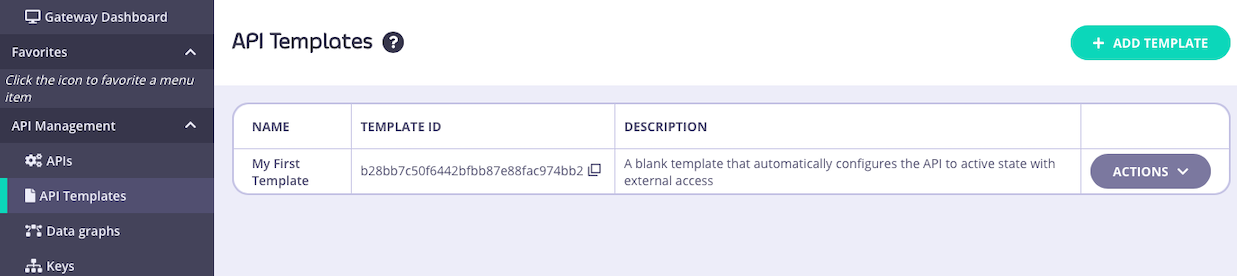 Gateway Dashboard
Favorites
Click the icon to favorite a menu
item
API Management
APIs
API Templates
Data graphs
Keys
API Templates ?
+ ADD TEMPLATE
NAME TEMPLATE ID DESCRIPTION
My First
Template
b28bb7c50f6442bfbb87e88fac974bb2
A blank template that automatically configures the API to active state with
external access
ACTIONS